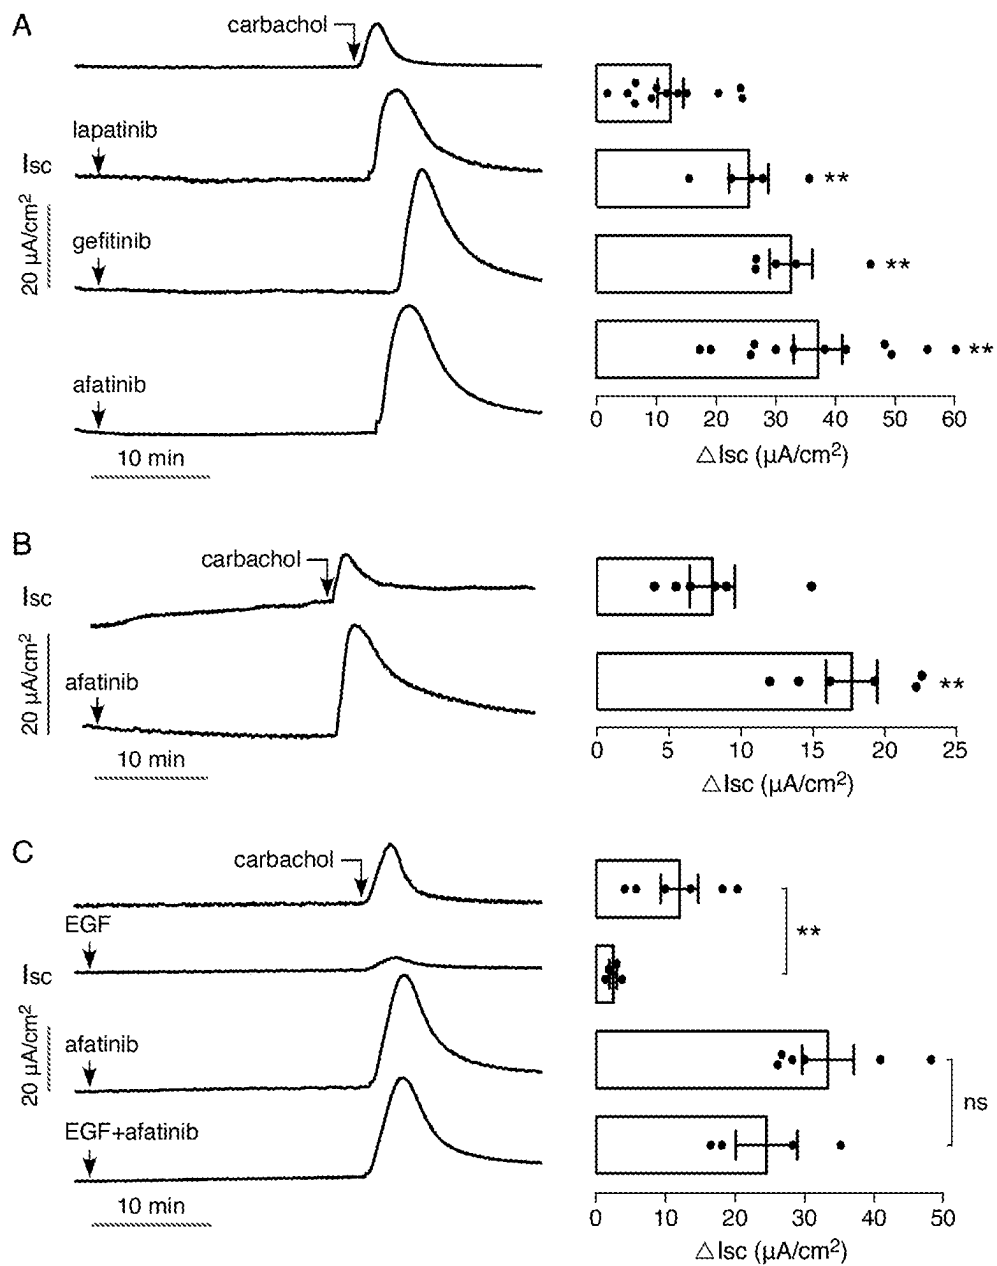 A
carbachol
lapatinib
Isc
**
20 µA/cm2
gefitinib
**
afatinib
**
10 min
0 10 20 30 40 50 60
△Isc (µA/cm2)
B
carbachol
Isc
20 µA/cm2
afatinib
**
10 min
0 5 10 15 20 25
△Isc (µA/cm2)
C
carbachol
EGF
**
Isc
20 µA/cm2
afatinib
ns
EGF+afatinib
10 min
0 10 20 30 40 50
△Isc (µA/cm2)